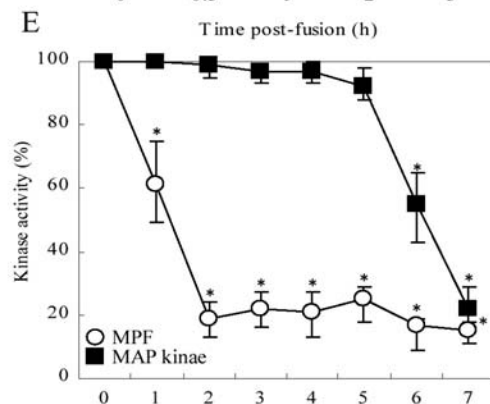 E
Time post-fusion (h)
Kinase activity (%)
100
80
60
40
20
0
* * * * * * * * * *
MPF
MAP kinae
0 1 2 3 4 5 6 7